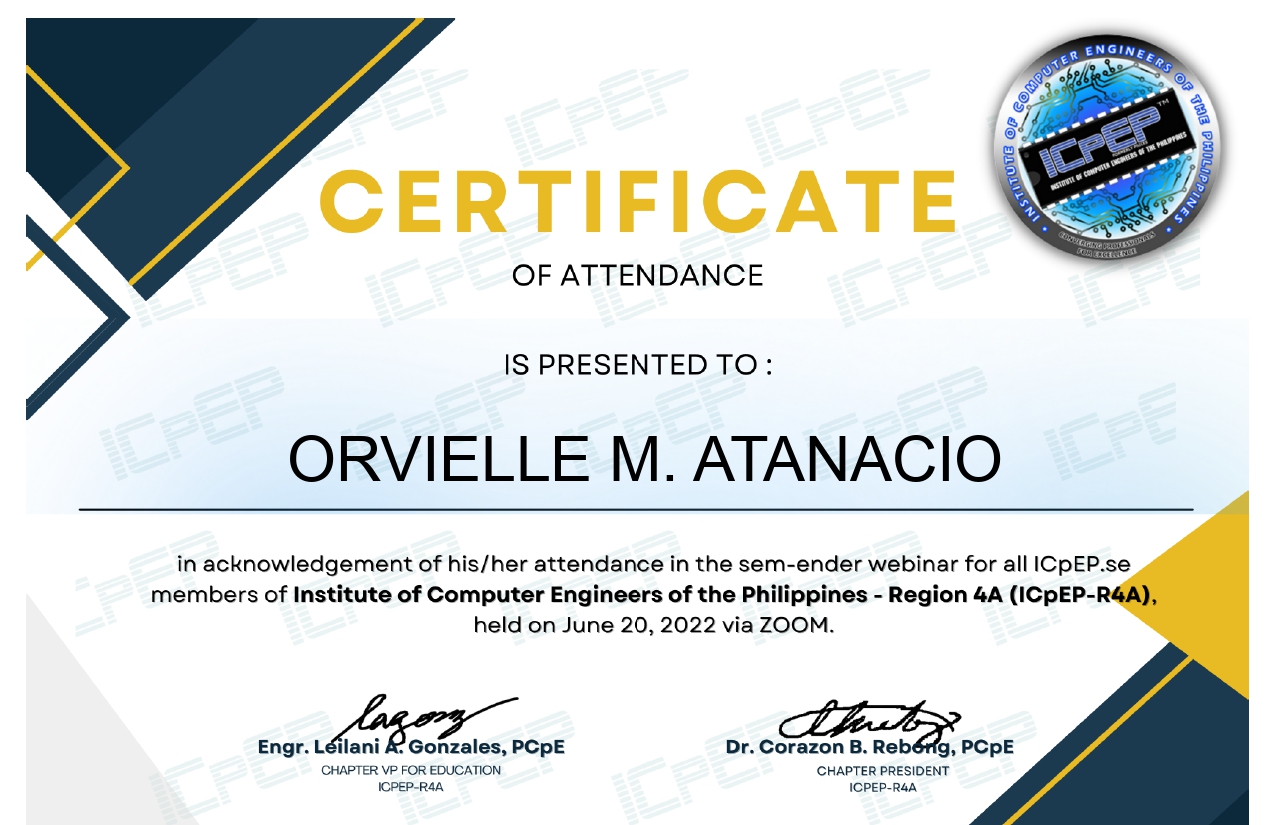 INSTITUTE OF COMPUTER ENGINEERS OF THE PHILIPPINES
ICpEP™
INSTITUTE OF COMPUTER ENGINEERS OF THE PHILIPPINES
CONVERGING PROFESSIONALS
FOR EXCELLENCE
CERTIFICATE
OF ATTENDANCE
IS PRESENTED TO :
ORVIELLE M. ATANACIO
in acknowledgement of his/her attendance in the sem-ender webinar for all ICpEP.se
members of Institute of Computer Engineers of the Philippines - Region 4A (ICpEP-R4A),
held on June 20, 2022 via ZOOM.
Engr. Leilani A. Gonzales, PCpE
CHAPTER VP FOR EDUCATION
ICPEP-R4A
Dr. Corazon B. Rebong, PCpE
CHAPTER PRESIDENT
ICPEP-R4A